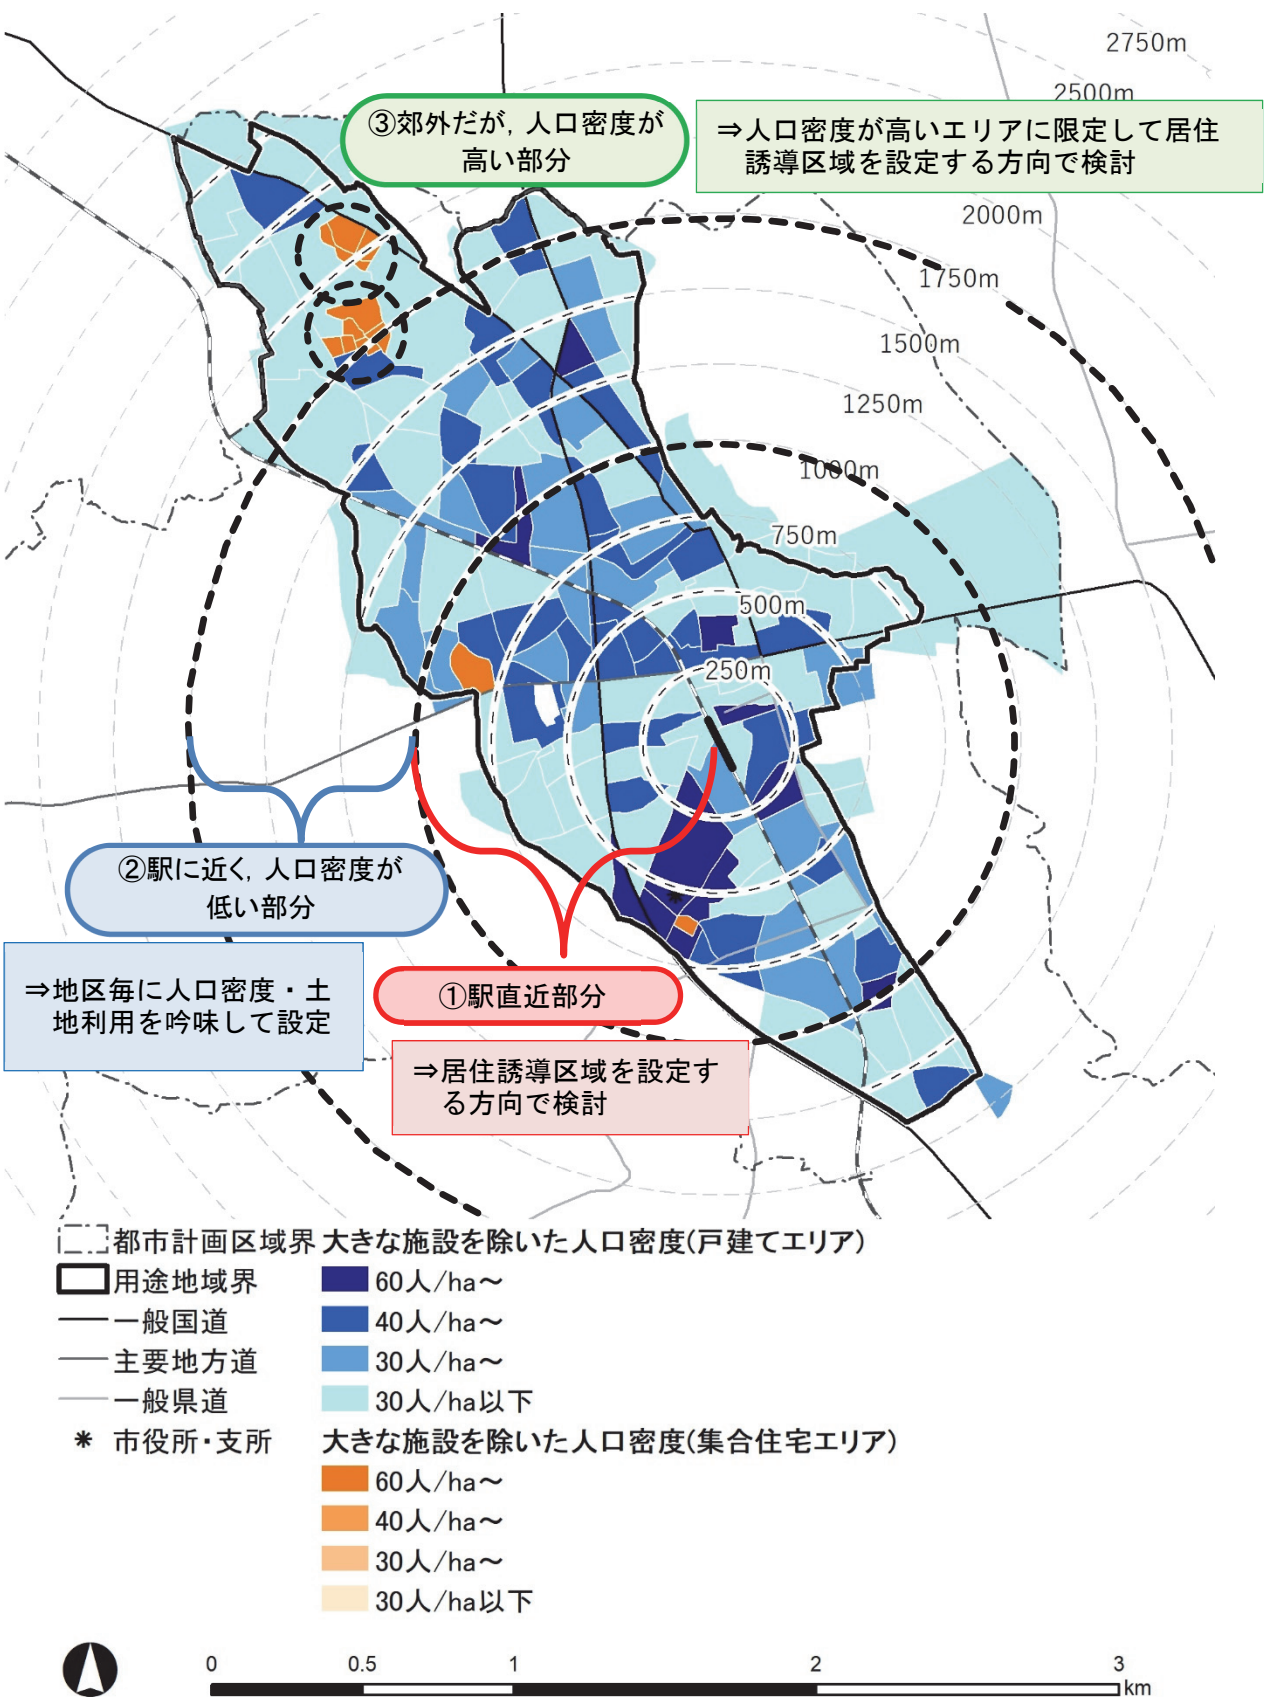 2750m
2500m
③郊外だが，人口密度が
高い部分
⇒人口密度が高いエリアに限定して居住
誘導区域を設定する方向で検討
2000m
1750m
1500m
1250m
1000m
750m
500m
250m
②駅に近く，人口密度が
低い部分
⇒地区毎に人口密度・土
地利用を吟味して設定
①駅直近部分
⇒居住誘導区域を設定す
る方向で検討
都市計画区域界
用途地域界
一般国道
主要地方道
一般県道
市役所・支所
大きな施設を除いた人口密度(戸建てエリア)
60人/ha～
40人/ha～
30人/ha～
30人/ha以下
大きな施設を除いた人口密度(集合住宅エリア)
60人/ha～
40人/ha～
30人/ha～
30人/ha以下
0 0.5 1 2 3
km